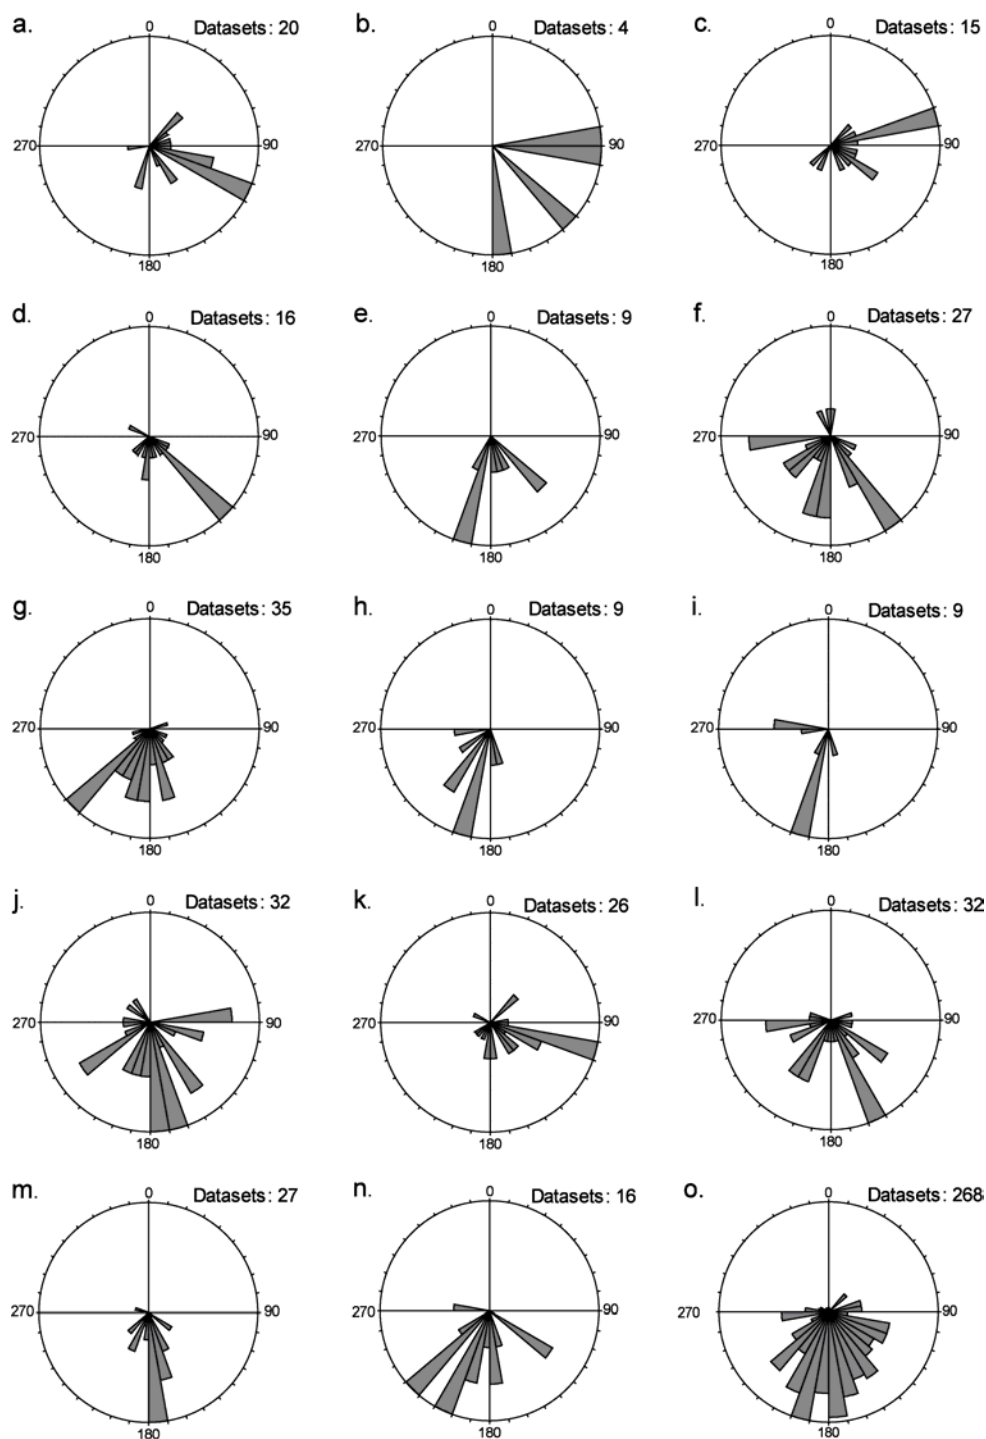 a. 0 Datasets: 20
270 90
180
b. 0 Datasets: 4
270 90
180
c. 0 Datasets: 15
270 90
180
d. 0 Datasets: 16
270 90
180
e. 0 Datasets: 9
270 90
180
f. 0 Datasets: 27
270 90
180
g. 0 Datasets: 35
270 90
180
h. 0 Datasets: 9
270 90
180
i. 0 Datasets: 9
270 90
180
j. 0 Datasets: 32
270 90
180
k. 0 Datasets: 26
270 90
180
l. 0 Datasets: 32
270 90
180
m. 0 Datasets: 27
270 90
180
n. 0 Datasets: 16
270 90
180
o. 0 Datasets: 268
270 90
180